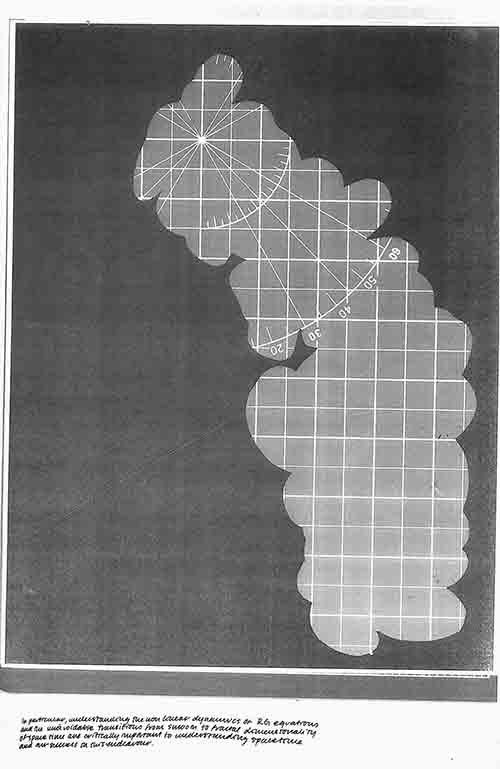 60
50
40
30
20
In particular, understanding the non linear dynamics of RG equations
and the unavoidable transitions from smooth to fractal dimensionality
of space time are critically important to understanding spacetime
and our success in this endeavour.